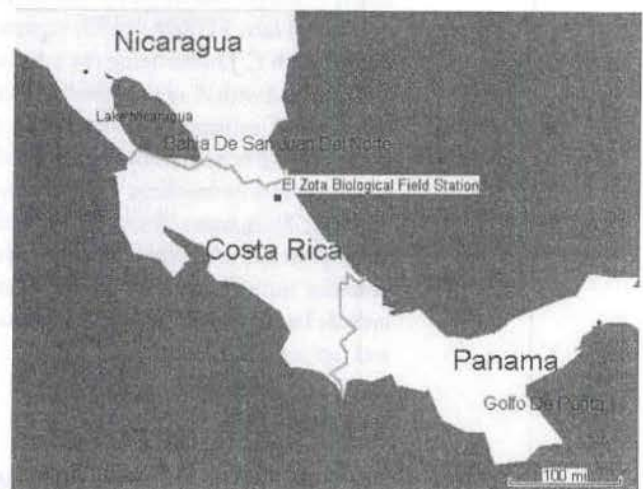 Nicaragua
Lake Nicaragua
Bahia De San Juan Del Norte
El Zota Biological Field Station
Costa Rica
Panama
Golfo De
100 mi